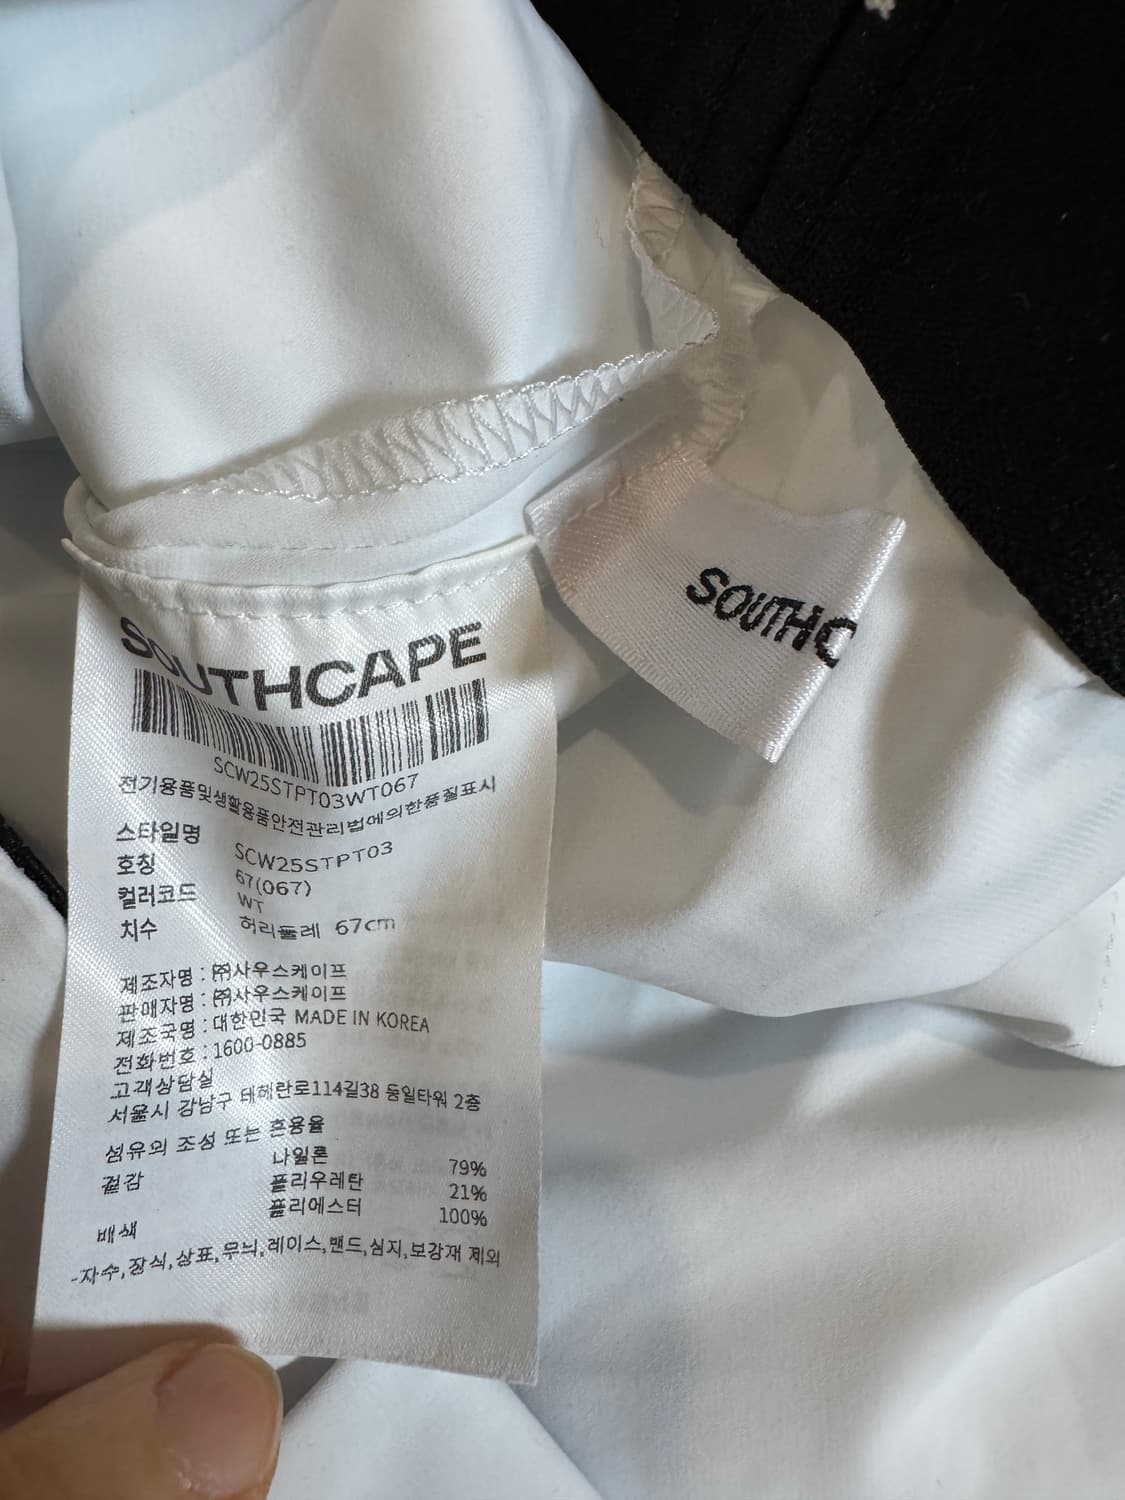 SOUTHCAPE
SOUTHC
SCW25STPT03WT067
전기용품및생활용품안전관리법에의한품질표시
스타일명 SCW25STPT03
호칭 67(067)
컬러코드 WT
치수 허리둘레 67cm
제조자명 : ㈜사우스케이프
판매자명 : ㈜사우스케이프
제조국명 : 대한민국 MADE IN KOREA
전화번호 : 1600-0885
고객상담실
서울시 강남구 테헤란로114길38 동일타워 2층
섬유의 조성 또는 혼용율
겉감 나일론 79%
폴리우레탄 21%
배색 폴리에스터 100%
-자수,장식,상표,무늬,레이스,밴드,심지,보강재 제외